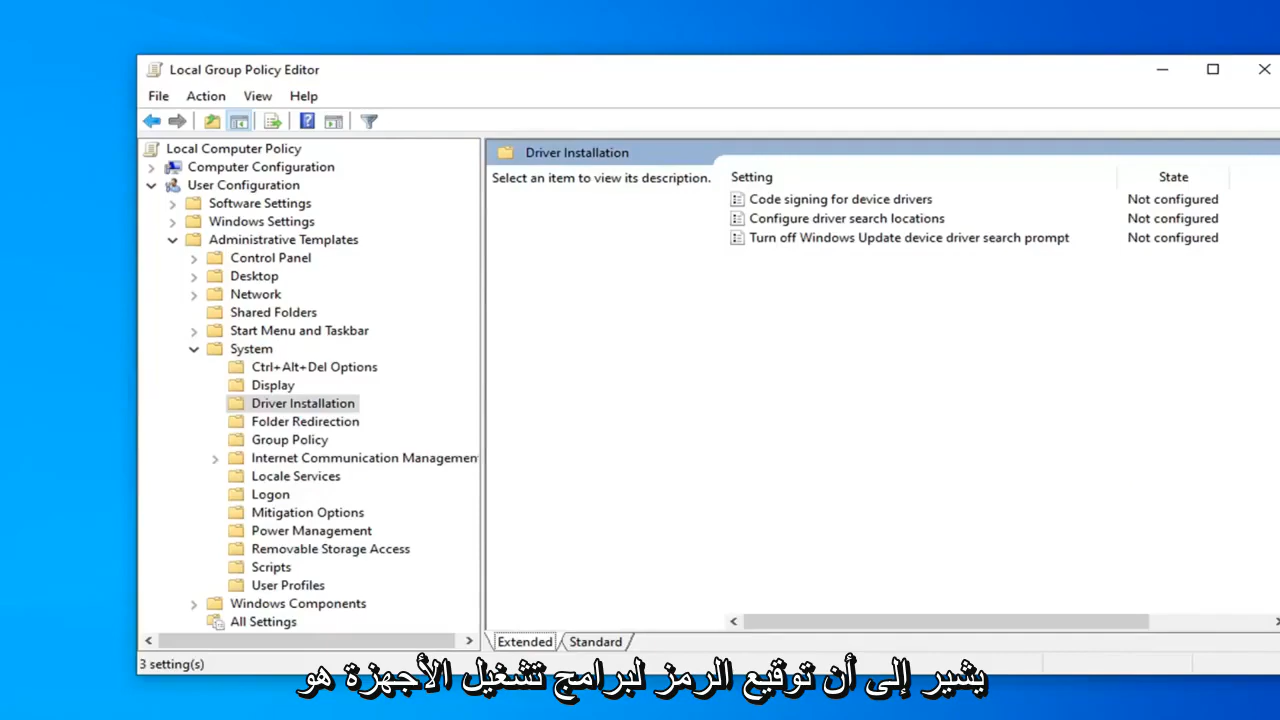 Local Group Policy Editor
File Action View Help
Local Computer Policy
Computer Configuration
User Configuration
Software Settings
Windows Settings
Administrative Templates
Control Panel
Desktop
Network
Shared Folders
Start Menu and Taskbar
System
Ctrl+Alt+Del Options
Display
Driver Installation
Folder Redirection
Group Policy
Internet Communication Managemen
Locale Services
Logon
Mitigation Options
Power Management
Removable Storage Access
Scripts
User Profiles
Windows Components
All Settings
Driver Installation
Select an item to view its description.
Setting State
Code signing for device drivers Not configured
Configure driver search locations Not configured
Turn off Windows Update device driver search prompt Not configured
Extended Standard
3 setting(s)
يشير إلى أن توقيع الرمز لبرامج تشغيل الأجهزة هو